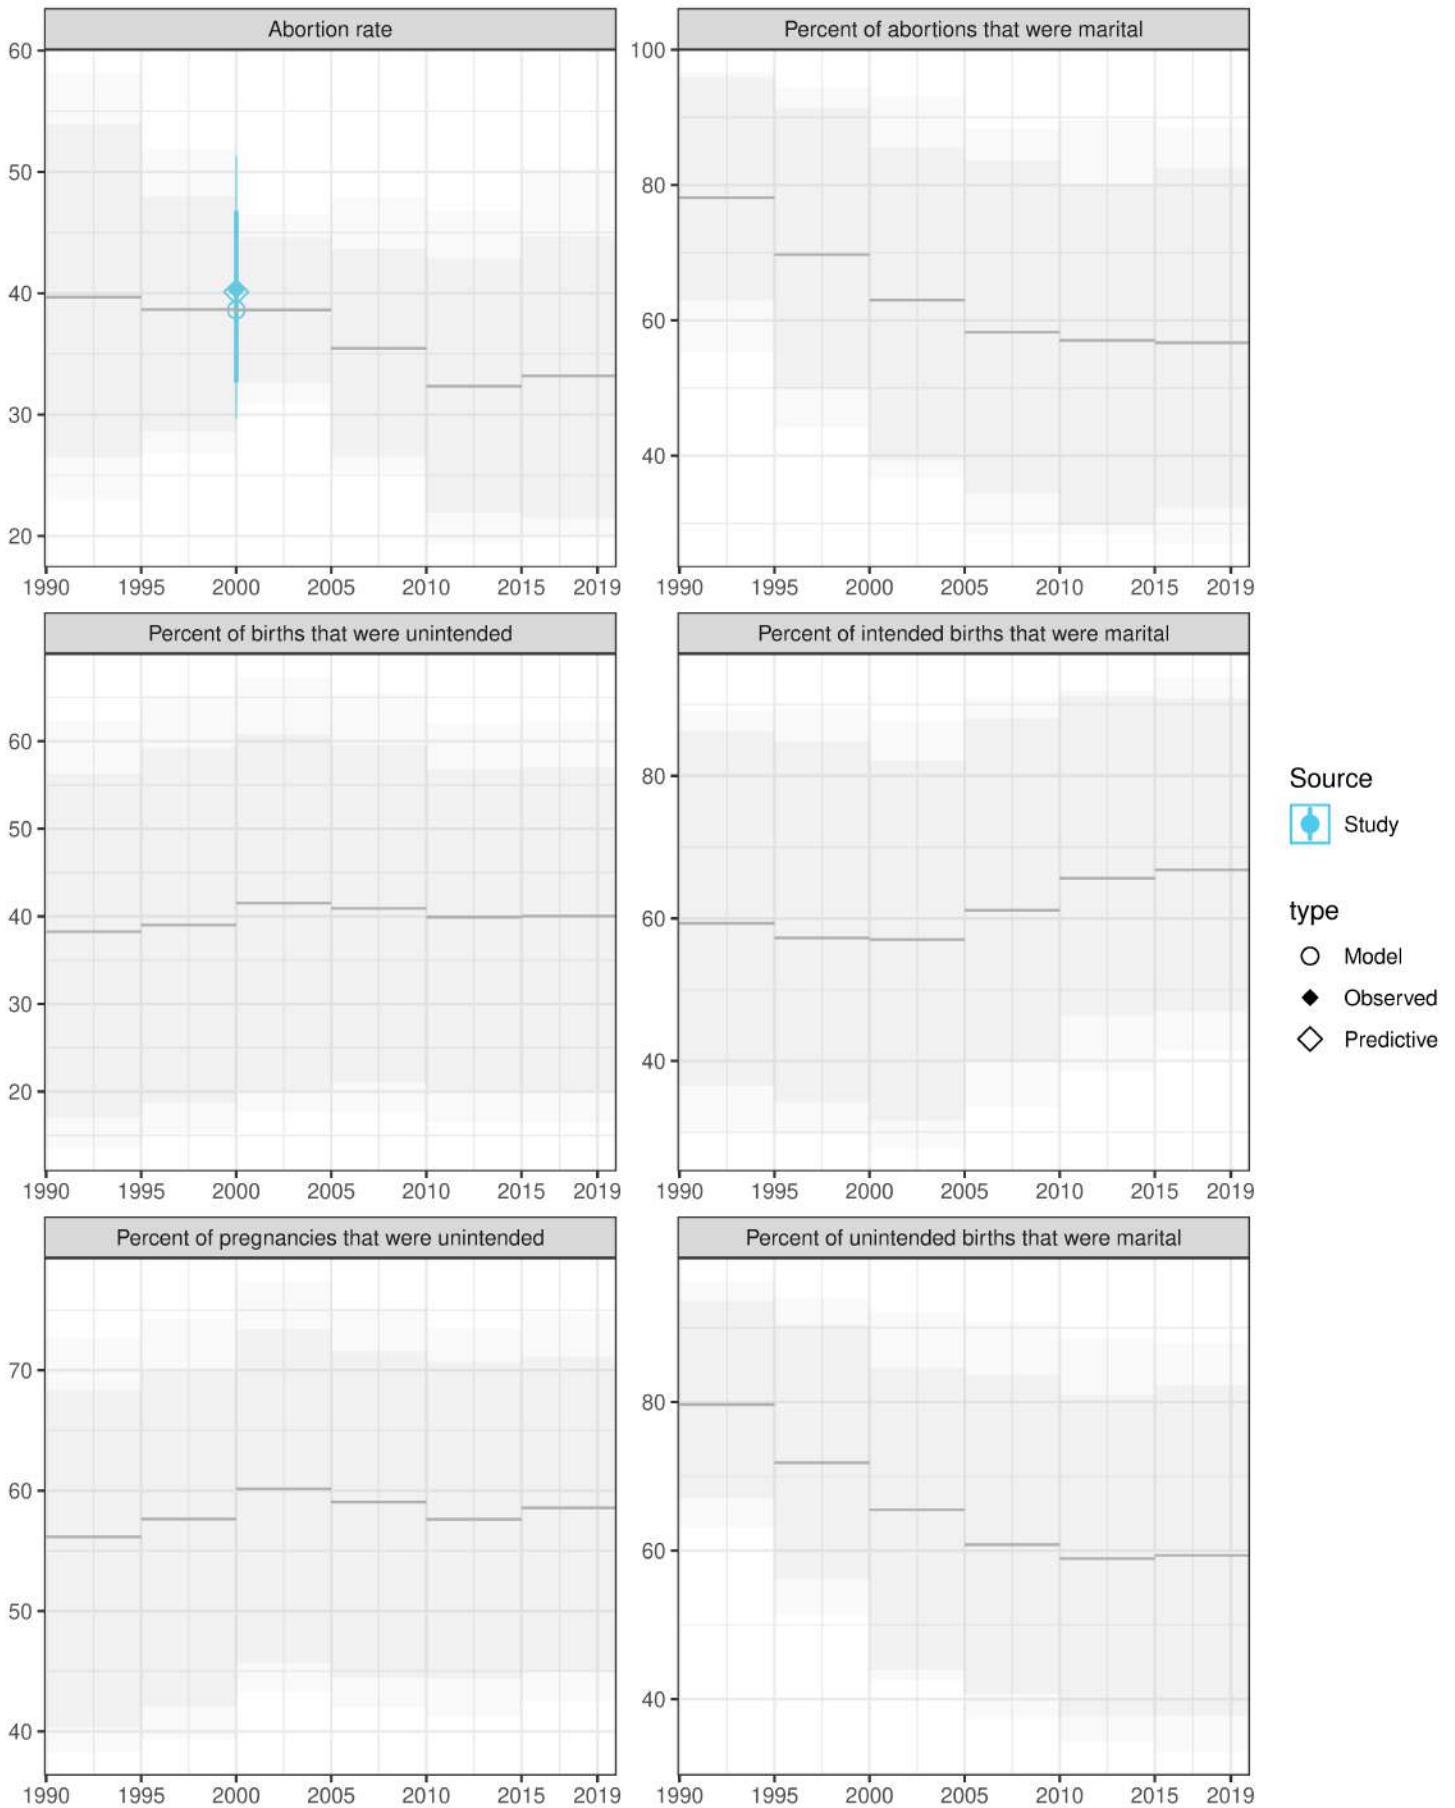 Abortion rate
60
50
40
30
20
1990 1995 2000 2005 2010 2015 2019
Percent of abortions that were marital
100
80
60
40
1990 1995 2000 2005 2010 2015 2019
Percent of births that were unintended
60
50
40
30
20
1990 1995 2000 2005 2010 2015 2019
Percent of intended births that were marital
80
60
40
1990 1995 2000 2005 2010 2015 2019
Percent of pregnancies that were unintended
70
60
50
40
1990 1995 2000 2005 2010 2015 2019
Percent of unintended births that were marital
80
60
40
1990 1995 2000 2005 2010 2015 2019
Source
Study
type
Model
Observed
Predictive